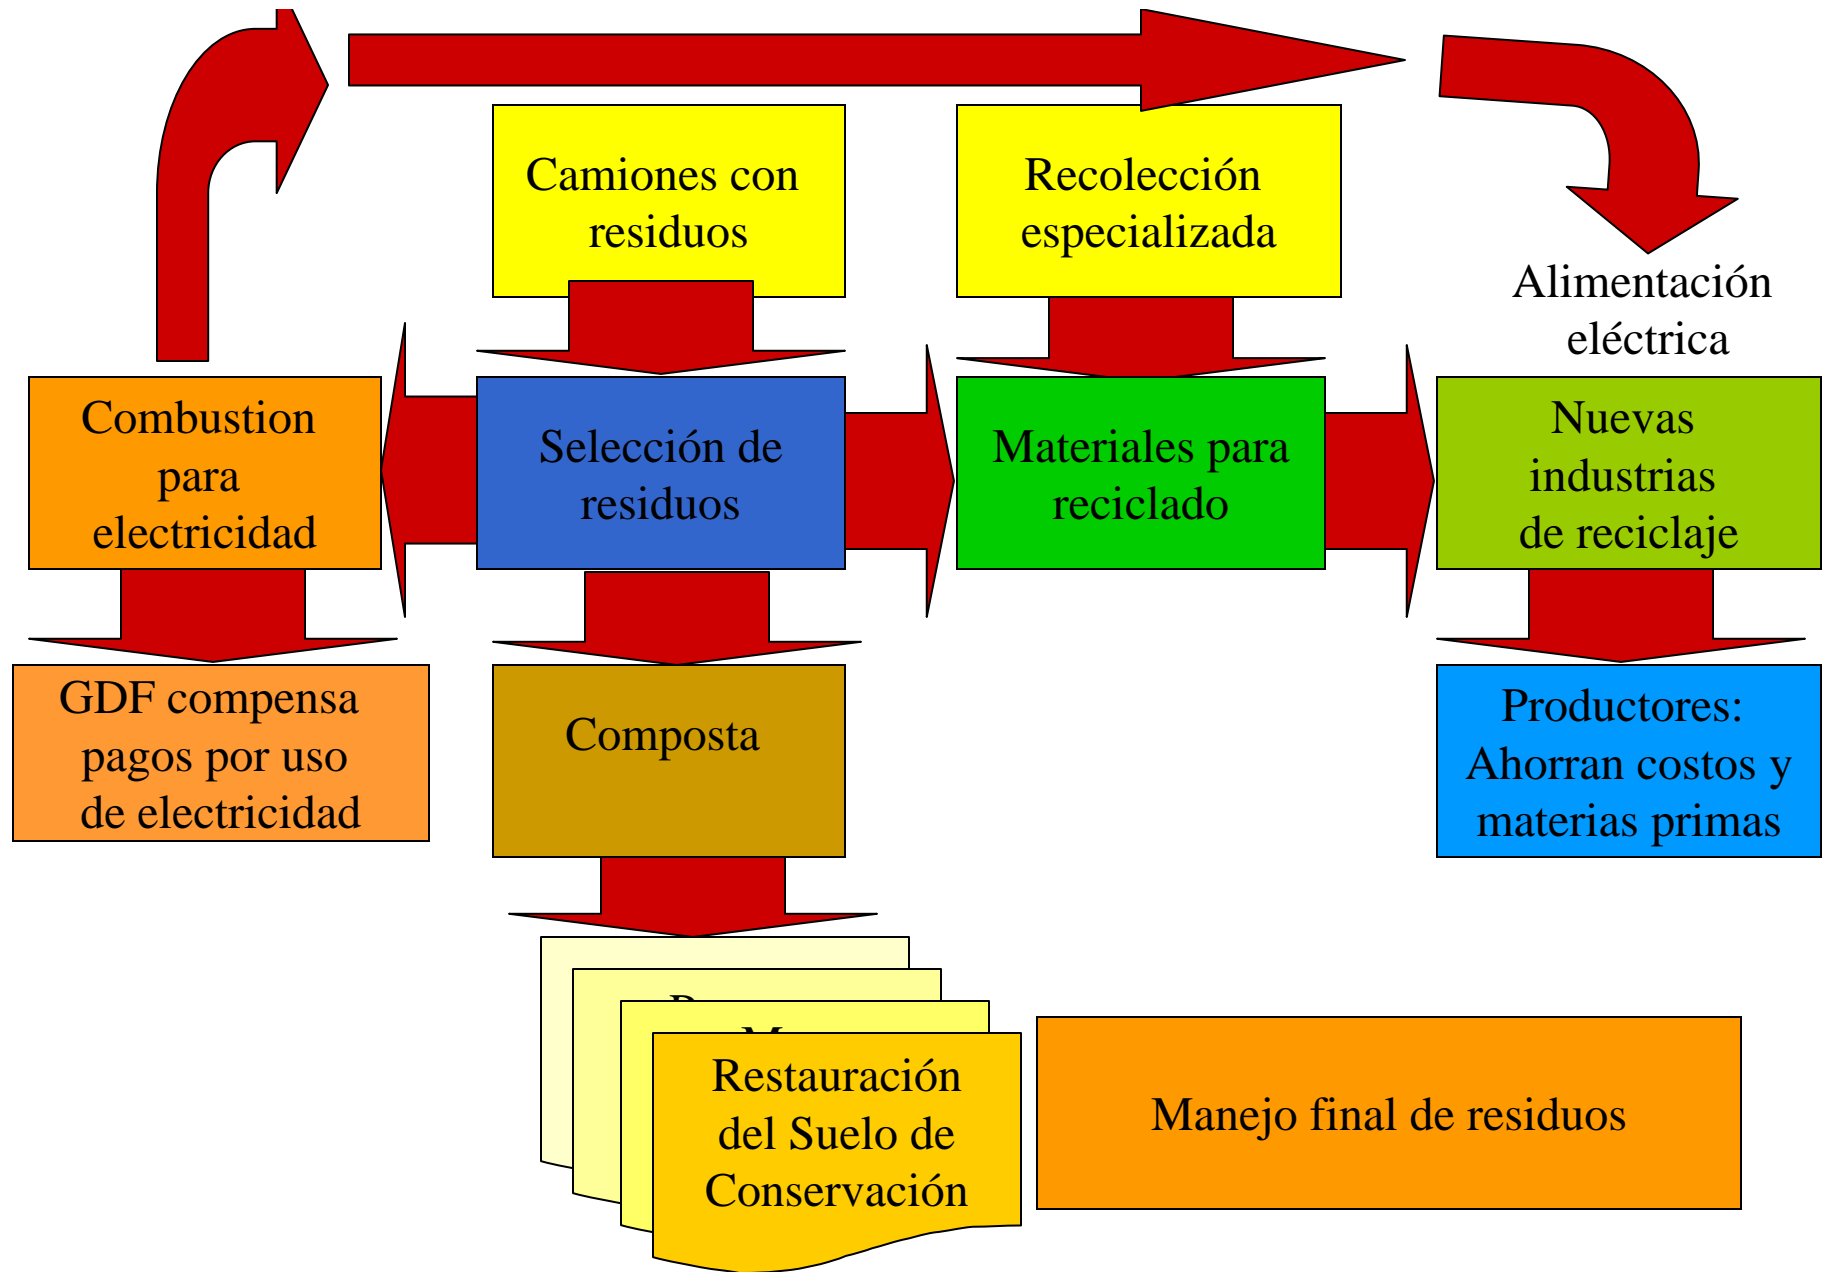 Camiones con
residuos
Recolección
especializada
Alimentación
eléctrica
Combustion
para
electricidad
Selección de
residuos
Materiales para
reciclado
Nuevas
industrias
de reciclaje
GDF compensa
pagos por uso
de electricidad
Composta
Productores:
Ahorran costos y
materias primas
Restauración
del Suelo de
Conservación
Manejo final de residuos